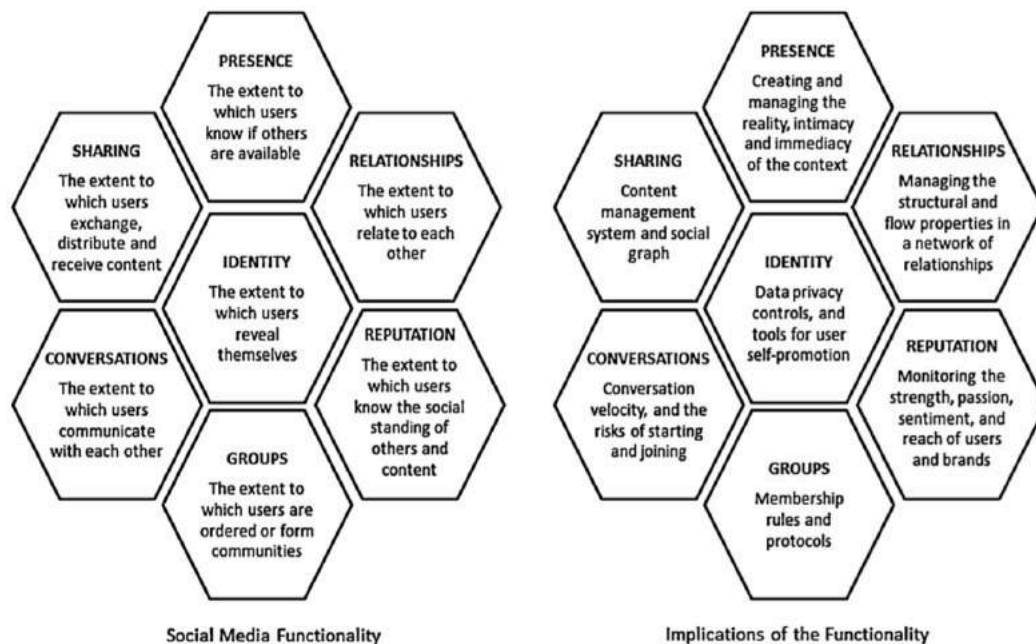 PRESENCE
The extent to
which users
know if others
are available
SHARING
The extent to
which users
exchange,
distribute and
receive content
RELATIONSHIPS
The extent to
which users
relate to each
other
IDENTITY
The extent to
which users
reveal
themselves
CONVERSATIONS
The extent to
which users
communicate
with each other
REPUTATION
The extent to
which users
know the social
standing of
others and
content
GROUPS
The extent to
which users are
ordered or form
communities
Social Media Functionality
PRESENCE
Creating and
managing the
reality, intimacy
and immediacy
of the context
SHARING
Content
management
system and social
graph
RELATIONSHIPS
Managing the
structural and
flow properties in
a network of
relationships
IDENTITY
Data privacy
controls, and
tools for user
self-promotion
CONVERSATIONS
Conversation
velocity, and the
risks of starting
and joining
REPUTATION
Monitoring the
strength, passion,
sentiment, and
reach of users
and brands
GROUPS
Membership
rules and
protocols
Implications of the Functionality